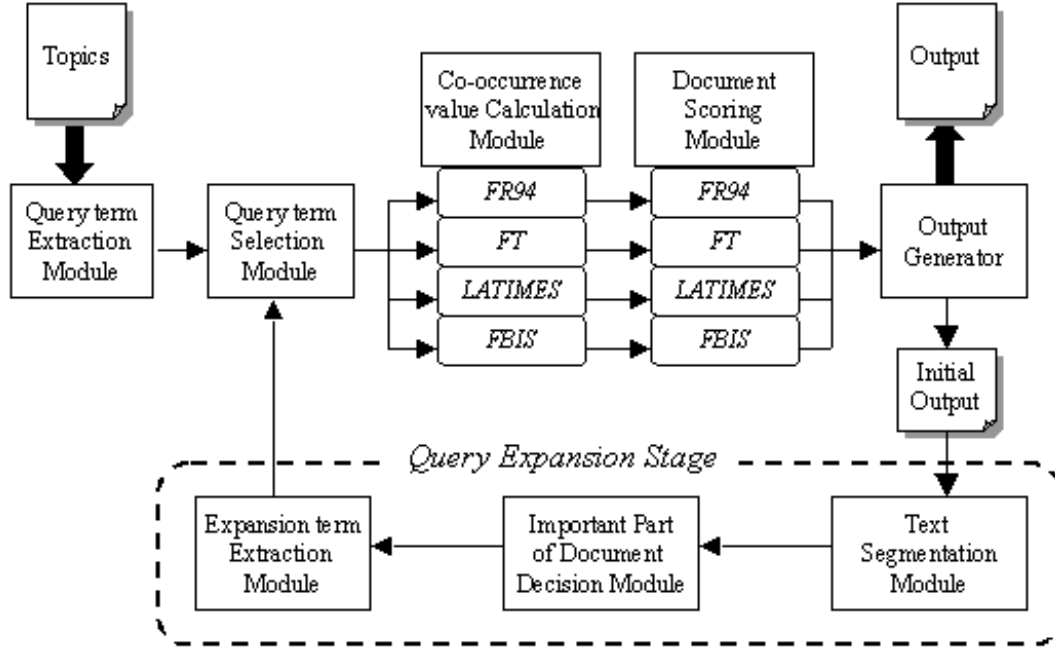 Topics
Co-occurrence
value Calculation
Module
Document
Scoring
Module
Output
Query term
Extraction
Module
Query term
Selection
Module
FR94
FR94
FT
FT
LATIMES
LATIMES
FBIS
FBIS
Output
Generator
Initial
Output
Query Expansion Stage
Expansion term
Extraction
Module
Important Part
of Document
Decision Module
Text
Segmentation
Module